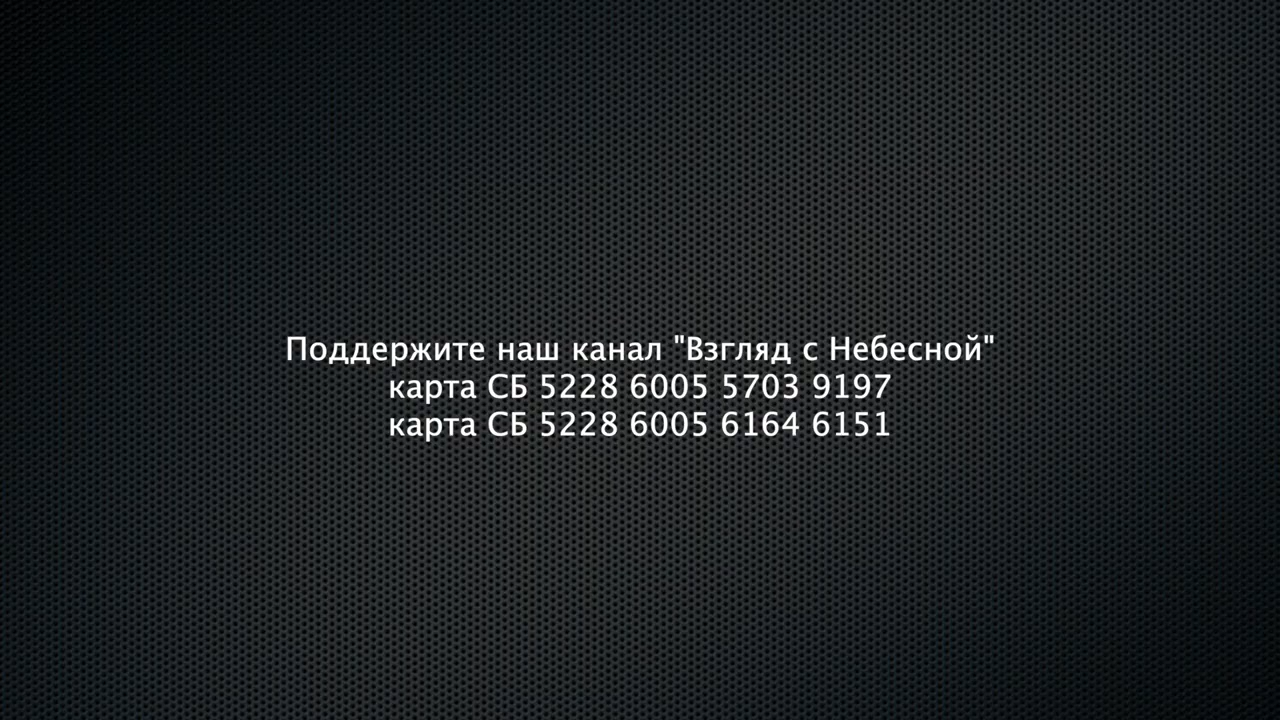 Поддержите наш канал "Взгляд с Небесной"
карта СБ 5228 6005 5703 9197
карта СБ 5228 6005 6164 6151